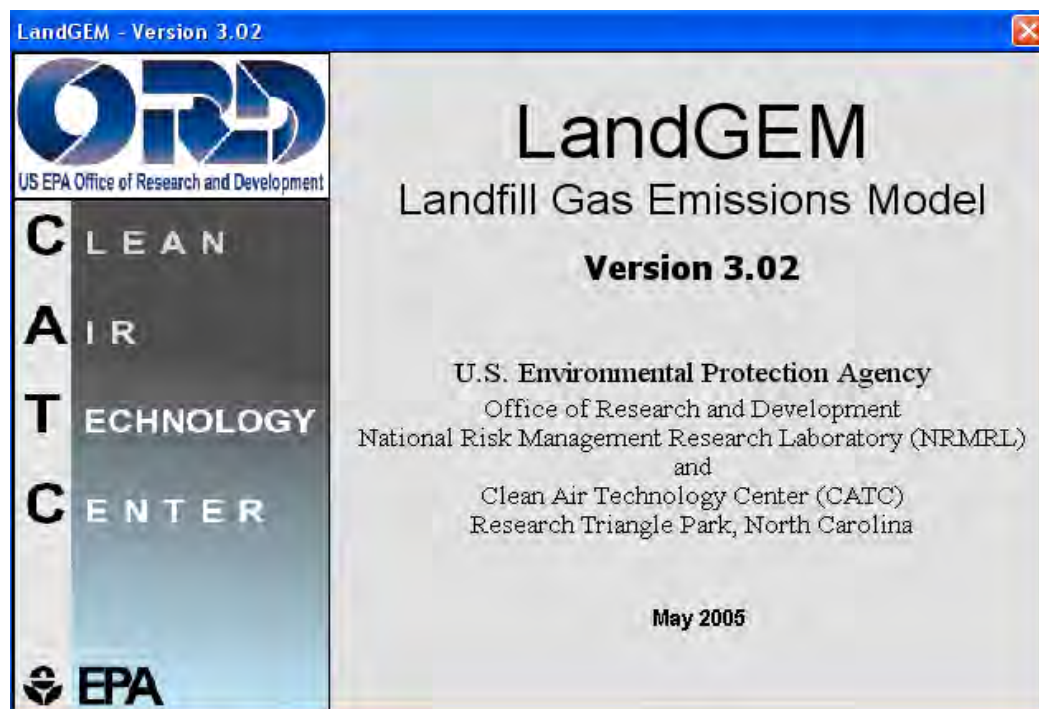 LandGEM - Version 3.02
ORD
US EPA Office of Research and Development
CLEAN
AIR
TECHNOLOGY
CENTER
EPA
LandGEM
Landfill Gas Emissions Model
Version 3.02
U.S. Environmental Protection Agency
Office of Research and Development
National Risk Management Research Laboratory (NRMRL)
and
Clean Air Technology Center (CATC)
Research Triangle Park, North Carolina
May 2005